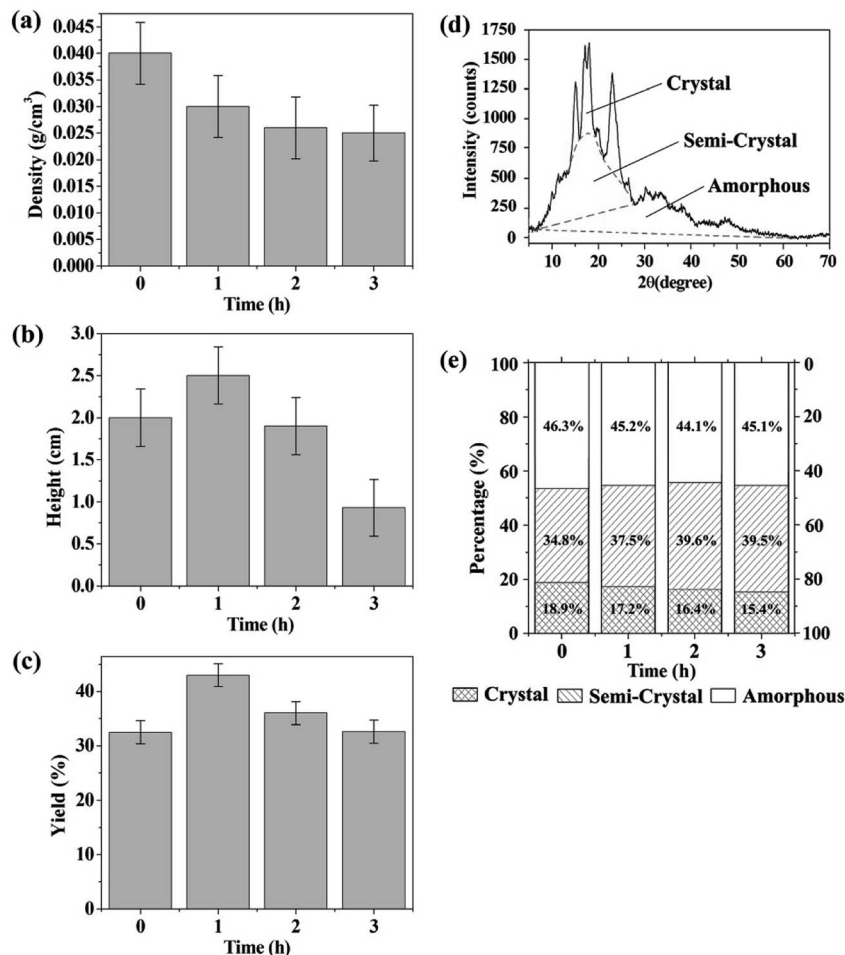 (a)
0.045
0.040
0.035
0.030
0.025
0.020
0.015
0.010
0.005
0.000
Density (g/cm³)
0 1 2 3
Time (h)
(b)
3.0
2.5
2.0
1.5
1.0
0.5
0.0
Height (cm)
0 1 2 3
Time (h)
(c)
40
30
20
10
0
Yield (%)
0 1 2 3
Time (h)
(d)
1750
1500
1250
1000
750
500
250
0
Intensity (counts)
Crystal
Semi-Crystal
Amorphous
10 20 30 40 50 60 70
2θ(degree)
(e)
100 0
80 20
60 40
40 60
20 80
0 100
Percentage (%)
46.3% 45.2% 44.1% 45.1%
34.8% 37.5% 39.6% 39.5%
18.9% 17.2% 16.4% 15.4%
0 1 2 3
Time (h)
Crystal Semi-Crystal Amorphous